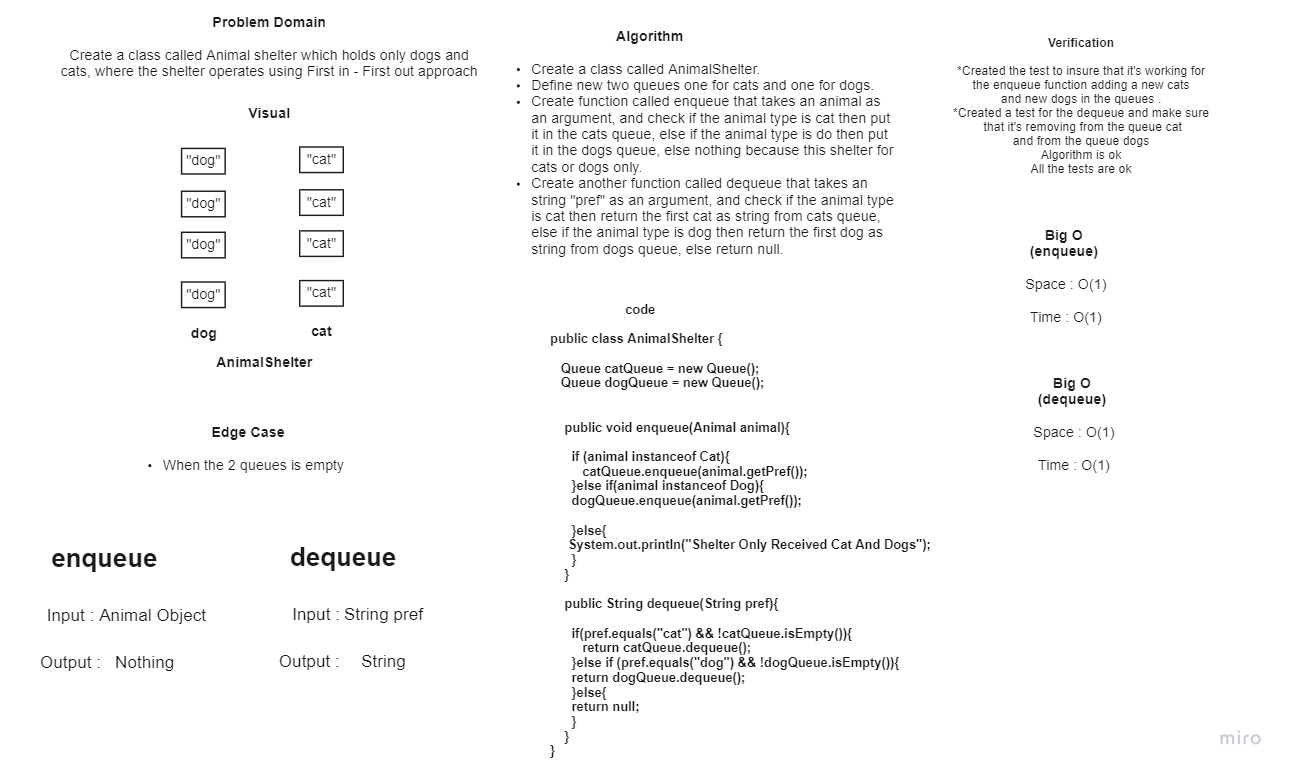 Problem Domain
Create a class called Animal shelter which holds only dogs and
cats, where the shelter operates using First in - First out approach
Visual
"dog" "cat"
"dog" "cat"
"dog" "cat"
"dog" "cat"
dog cat
AnimalShelter
Edge Case
• When the 2 queues is empty
enqueue dequeue
Input : Animal Object Input : String pref
Output : Nothing Output : String
Algorithm
• Create a class called AnimalShelter.
• Define new two queues one for cats and one for dogs.
• Create function called enqueue that takes an animal as
an argument, and check if the animal type is cat then put
it in the cats queue, else if the animal type is do then put
it in the dogs queue, else nothing because this shelter for
cats or dogs only.
• Create another function called dequeue that takes an
string "pref" as an argument, and check if the animal type
is cat then return the first cat as string from cats queue,
else if the animal type is dog then return the first dog as
string from dogs queue, else return null.
code
public class AnimalShelter {
Queue catQueue = new Queue();
Queue dogQueue = new Queue();
public void enqueue(Animal animal){
if (animal instanceof Cat){
catQueue.enqueue(animal.getPref());
}else if(animal instanceof Dog){
dogQueue.enqueue(animal.getPref());
}else{
System.out.println("Shelter Only Received Cat And Dogs");
}
}
public String dequeue(String pref){
if(pref.equals("cat") && !catQueue.isEmpty()){
return catQueue.dequeue();
}else if (pref.equals("dog") && !dogQueue.isEmpty()){
return dogQueue.dequeue();
}else{
return null;
}
}
}
Verification
*Created the test to insure that it's working for
the enqueue function adding a new cats
and new dogs in the queues .
*Created a test for the dequeue and make sure
that it's removing from the queue cat
and from the queue dogs
Algorithm is ok
All the tests are ok
Big O
(enqueue)
Space : O(1)
Time : O(1)
Big O
(dequeue)
Space : O(1)
Time : O(1)
miro